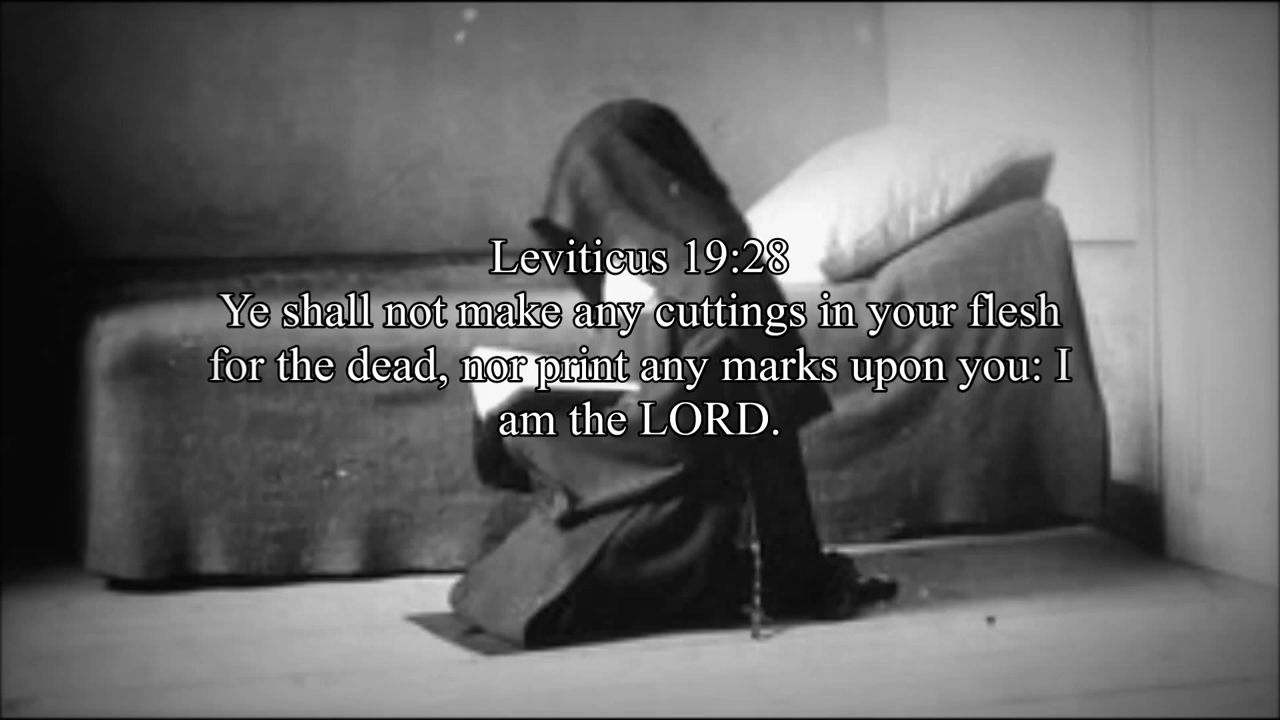 Leviticus 19:28
Ye shall not make any cuttings in your flesh
for the dead, nor print any marks upon you: I
am the LORD.